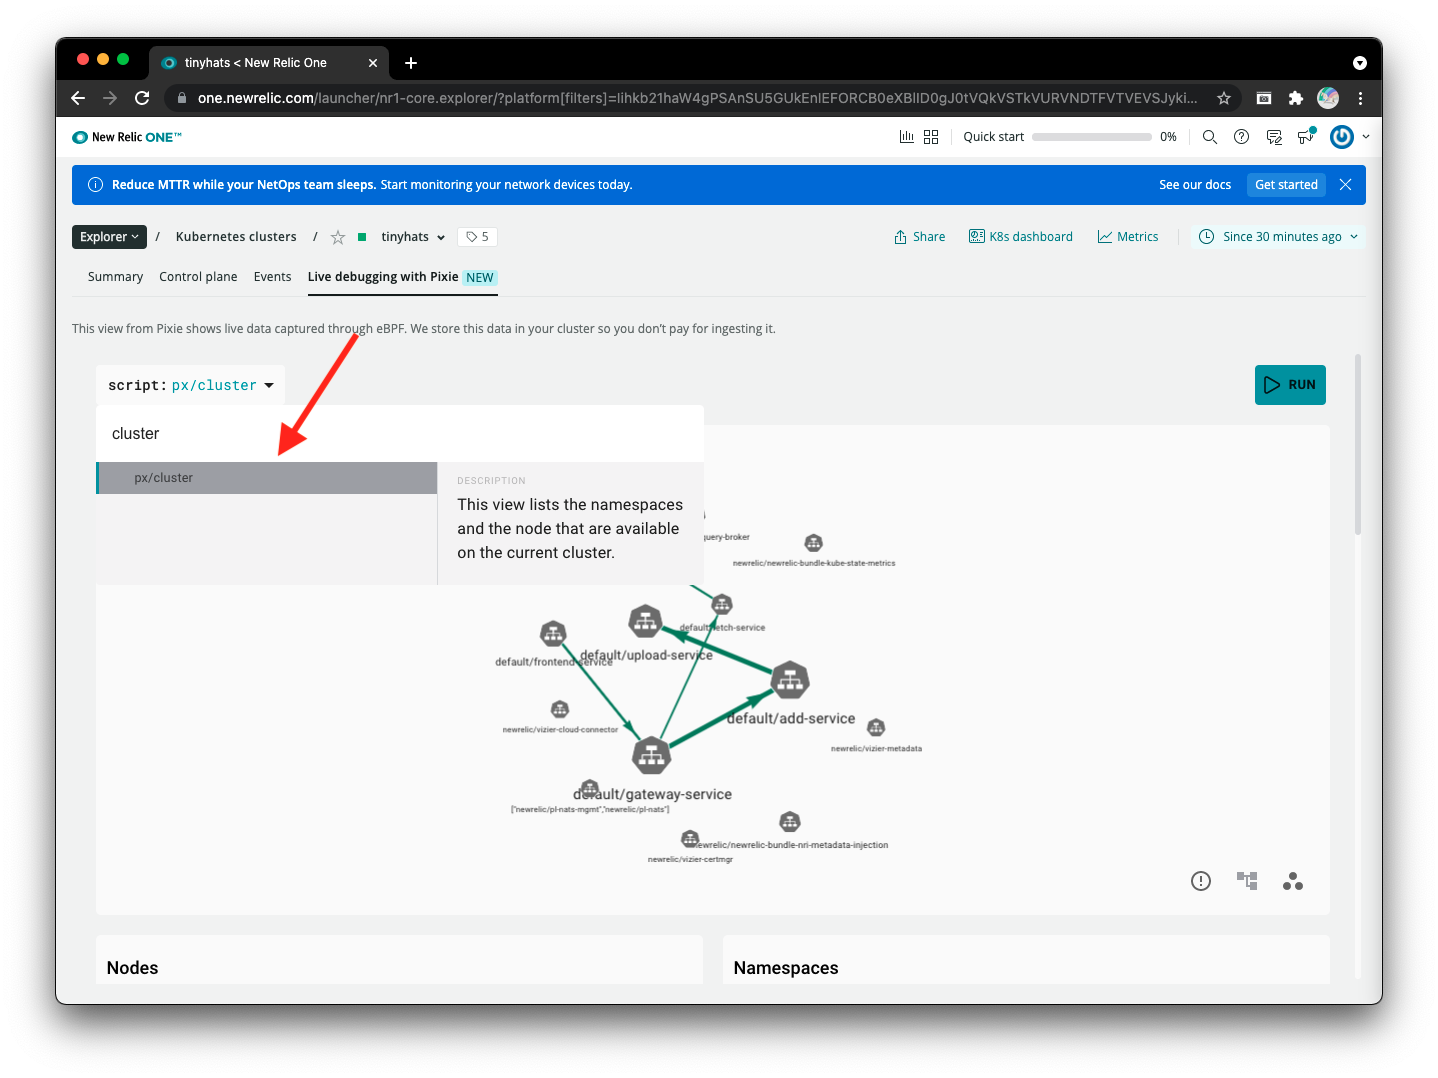 tinyhats < New Relic One
one.newrelic.com/launcher/nr1-core.explorer/?platform[filters]=
New Relic ONE™
Quick start 0%
Reduce MTTR while your NetOps team sleeps. Start monitoring your network devices today.
See our docs
Get started
Explorer / Kubernetes clusters / tinyhats 5
Share K8s dashboard Metrics Since 30 minutes ago
Summary Control plane Events Live debugging with Pixie NEW
This view from Pixie shows live data captured through eBPF. We store this data in your cluster so you don't pay for ingesting it.
script: px/cluster
RUN
cluster
px/cluster
DESCRIPTION
This view lists the namespaces
and the node that are available
on the current cluster.
query-broker
newrelic/newrelic-bundle-kube-state-metrics
default/fetch-service
default/upload-service
default/frontend-service
default/add-service
newrelic/vizier-cloud-connector
newrelic/vizier-metadata
default/gateway-service
["newrelic/pl-nats-mgmt","newrelic/pl-nats"]
newrelic/newrelic-bundle-nri-metadata-injection
newrelic/vizier-certmgr
Nodes
Namespaces